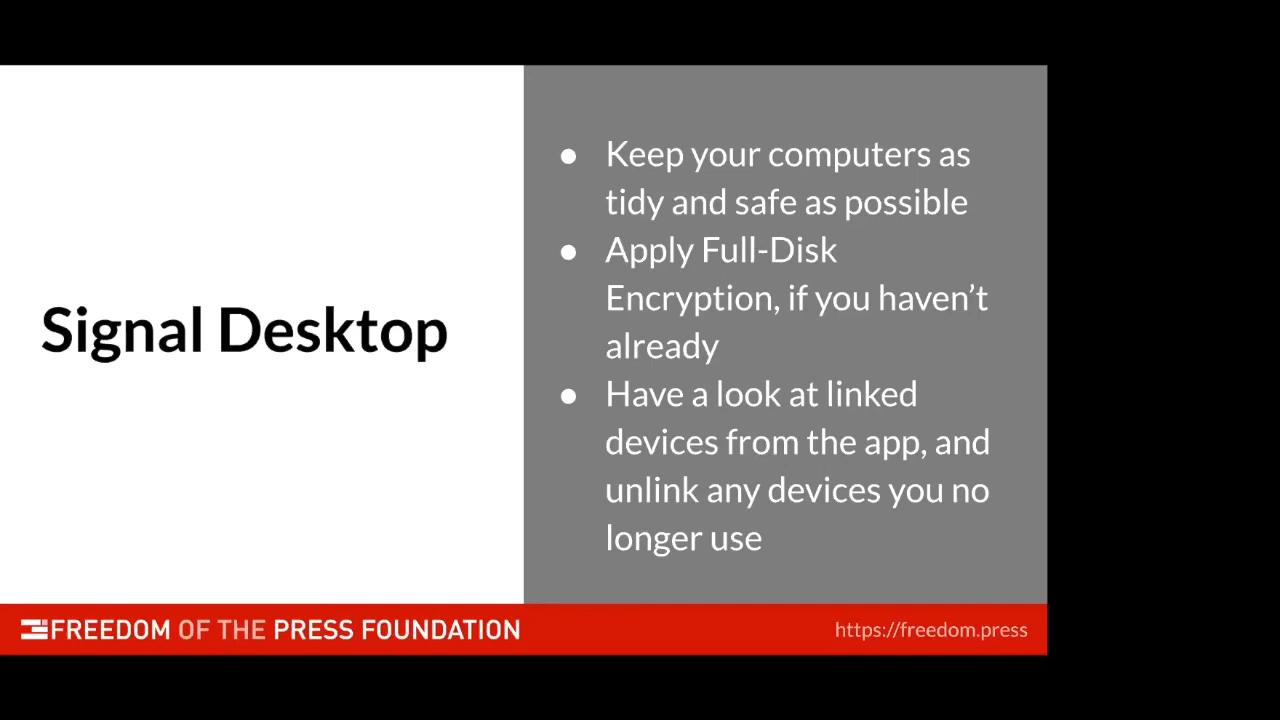 Signal Desktop
● Keep your computers as
tidy and safe as possible
● Apply Full-Disk
Encryption, if you haven’t
already
● Have a look at linked
devices from the app, and
unlink any devices you no
longer use
FREEDOM OF THE PRESS FOUNDATION
https://freedom.press